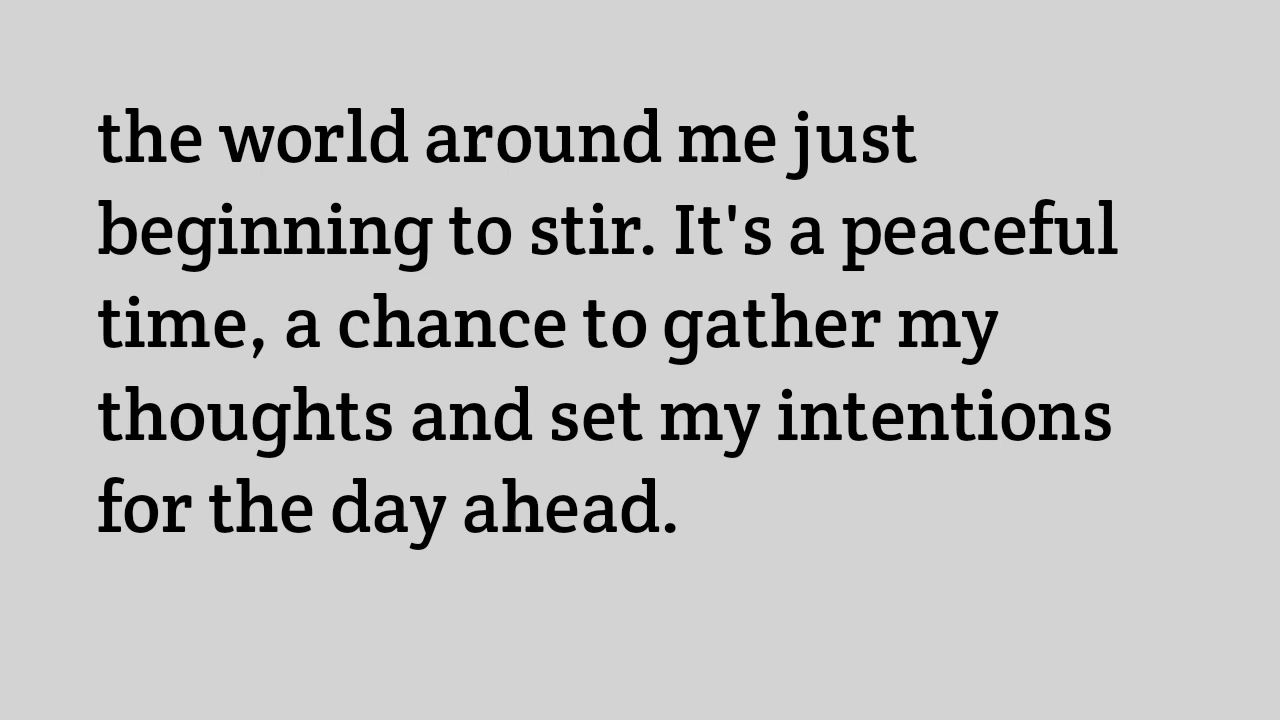 the world around me just
beginning to stir. It's a peaceful
time, a chance to gather my
thoughts and set my intentions
for the day ahead.